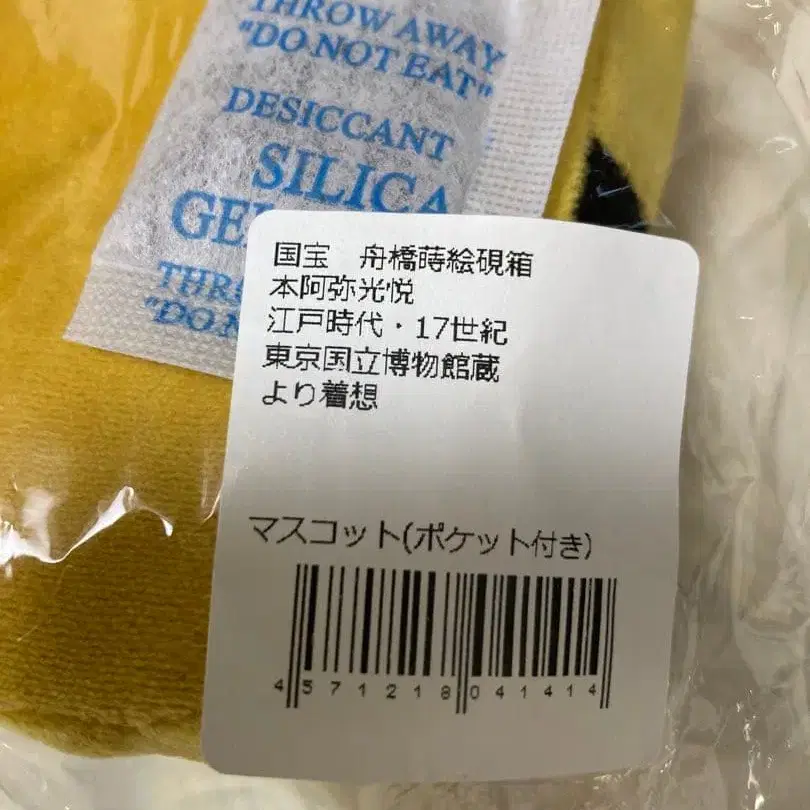 THROW AWAY
"DO NOT EAT"
DESICCANT
SILICA
GEL
"DO N
国宝　舟橋蒔絵硯箱
本阿弥光悦
江戸時代・17世紀
東京国立博物館蔵
より着想
マスコット(ポケット付き)
4571218041414